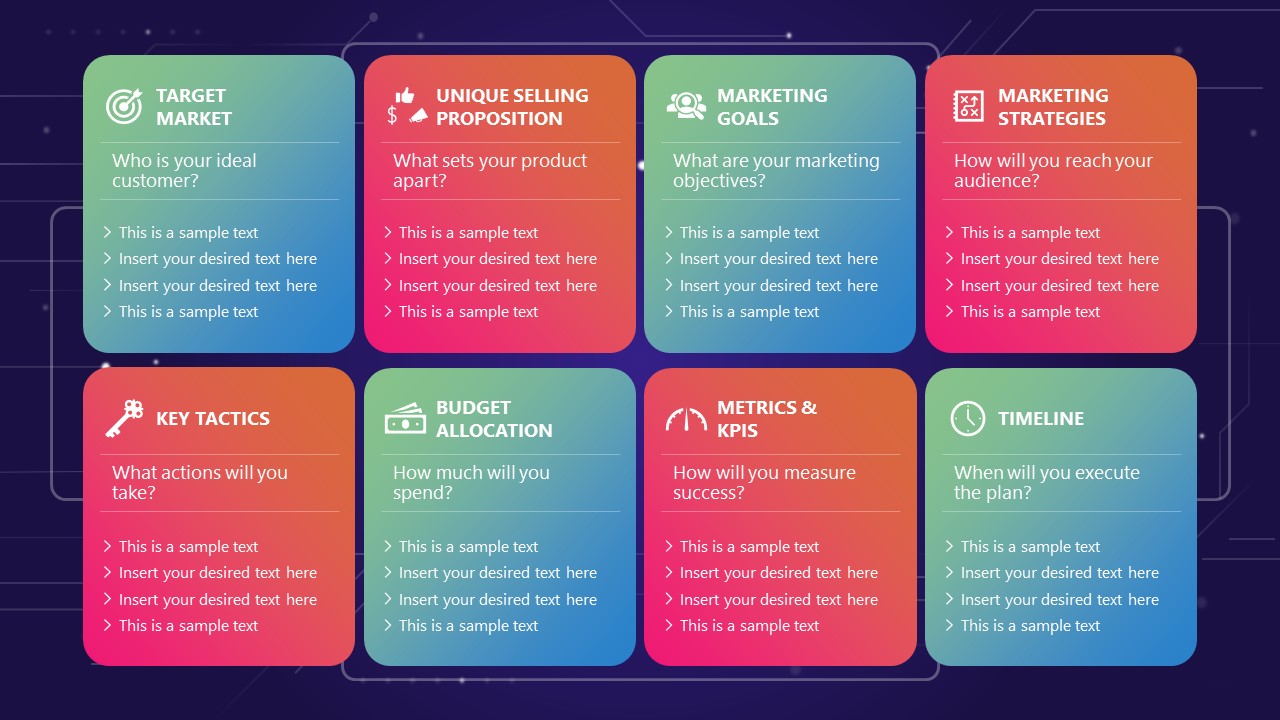 TARGET
MARKET
Who is your ideal
customer?
This is a sample text
Insert your desired text here
Insert your desired text here
This is a sample text
UNIQUE SELLING
PROPOSITION
What sets your product
apart?
This is a sample text
Insert your desired text here
Insert your desired text here
This is a sample text
MARKETING
GOALS
What are your marketing
objectives?
This is a sample text
Insert your desired text here
Insert your desired text here
This is a sample text
MARKETING
STRATEGIES
How will you reach your
audience?
This is a sample text
Insert your desired text here
Insert your desired text here
This is a sample text
KEY TACTICS
What actions will you
take?
This is a sample text
Insert your desired text here
Insert your desired text here
This is a sample text
BUDGET
ALLOCATION
How much will you
spend?
This is a sample text
Insert your desired text here
Insert your desired text here
This is a sample text
METRICS &
KPIS
How will you measure
success?
This is a sample text
Insert your desired text here
Insert your desired text here
This is a sample text
TIMELINE
When will you execute
the plan?
This is a sample text
Insert your desired text here
Insert your desired text here
This is a sample text